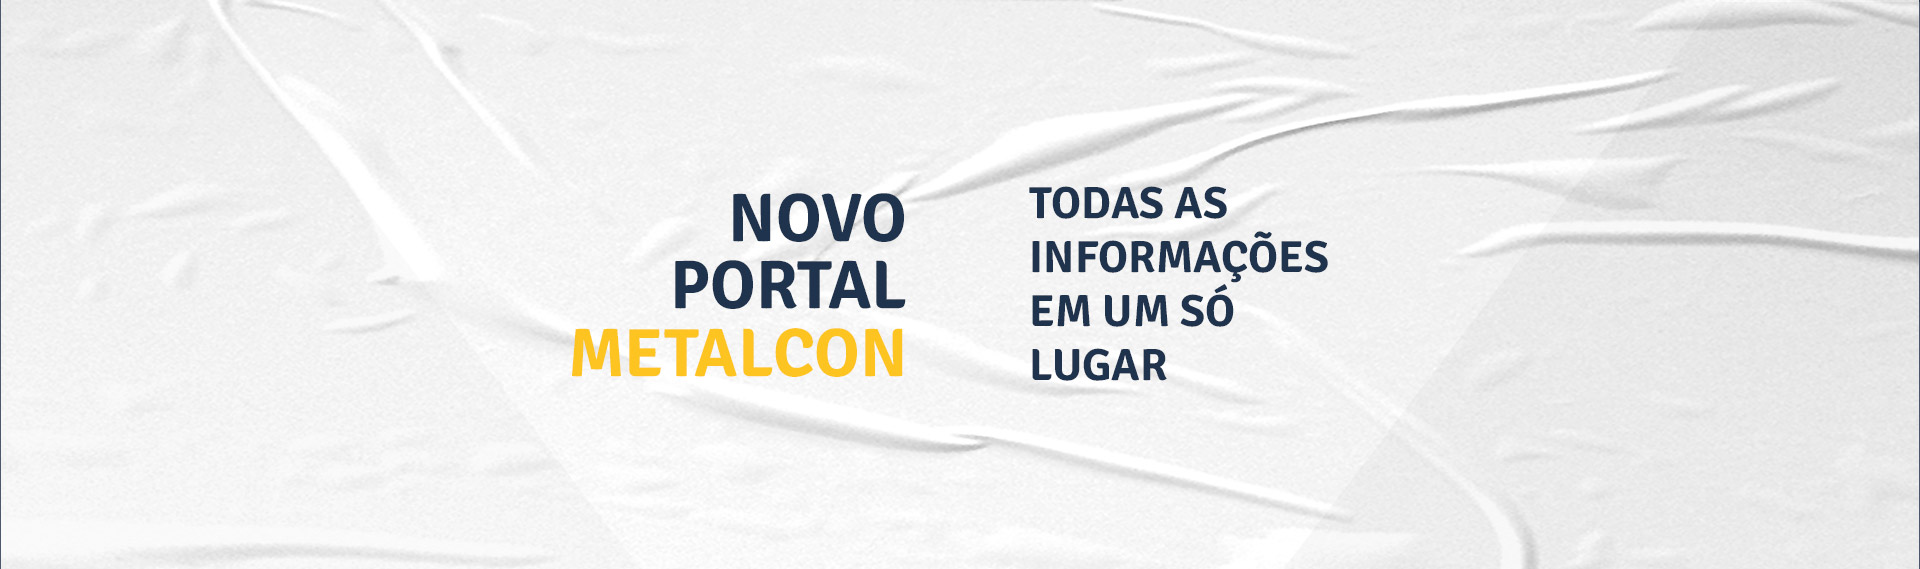 NOVO
PORTAL
METALCON
TODAS AS
INFORMAÇÕES
EM UM SÓ
LUGAR